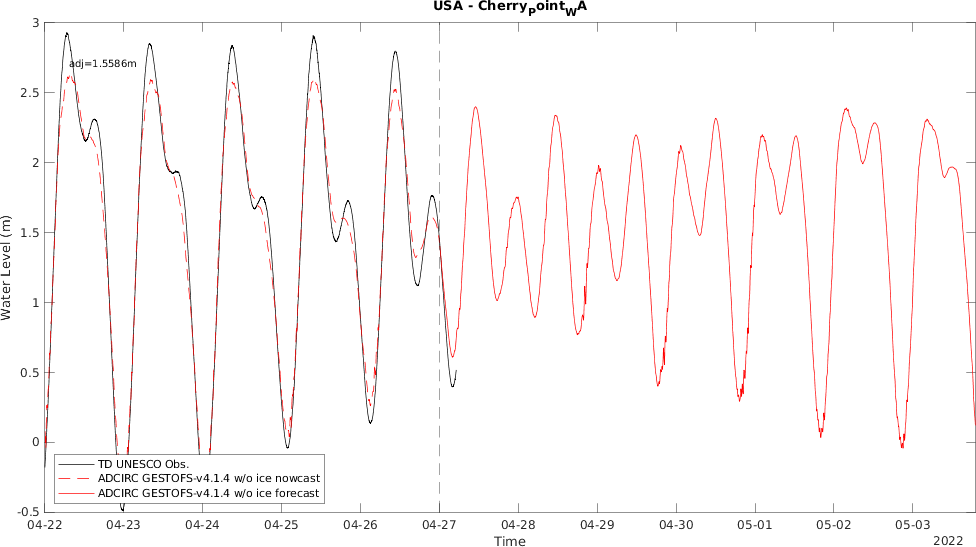 USA - Cherry_Point_WA
adj=1.5586m
3
2.5
2
1.5
1
0.5
0
-0.5
Water Level (m)
TD UNESCO Obs.
ADCIRC GESTOFS-v4.1.4 w/o ice nowcast
ADCIRC GESTOFS-v4.1.4 w/o ice forecast
04-22 04-23 04-24 04-25 04-26 04-27 04-28 04-29 04-30 05-01 05-02 05-03
Time
2022